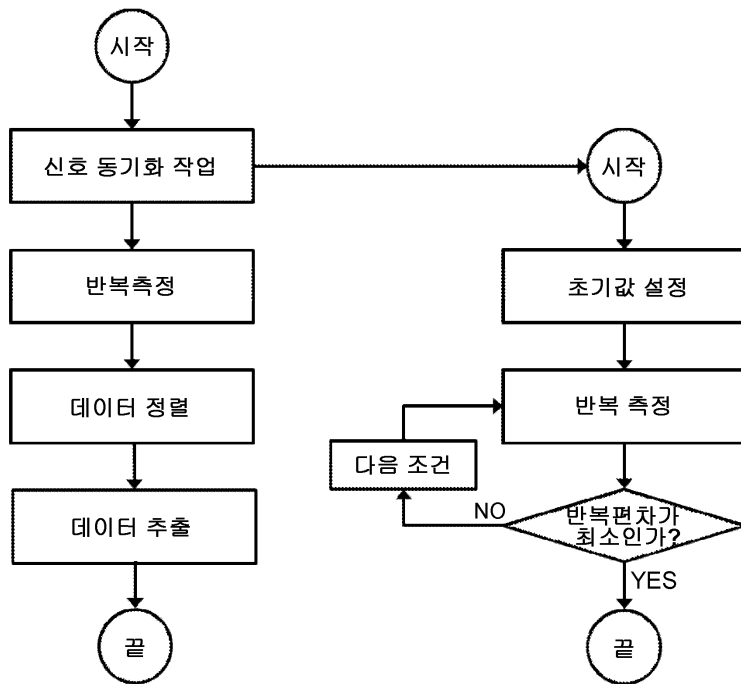 시작
신호 동기화 작업
반복측정
데이터 정렬
데이터 추출
끝
시작
초기값 설정
반복 측정
다음 조건
반복편차가
최소인가?
NO
YES
끝